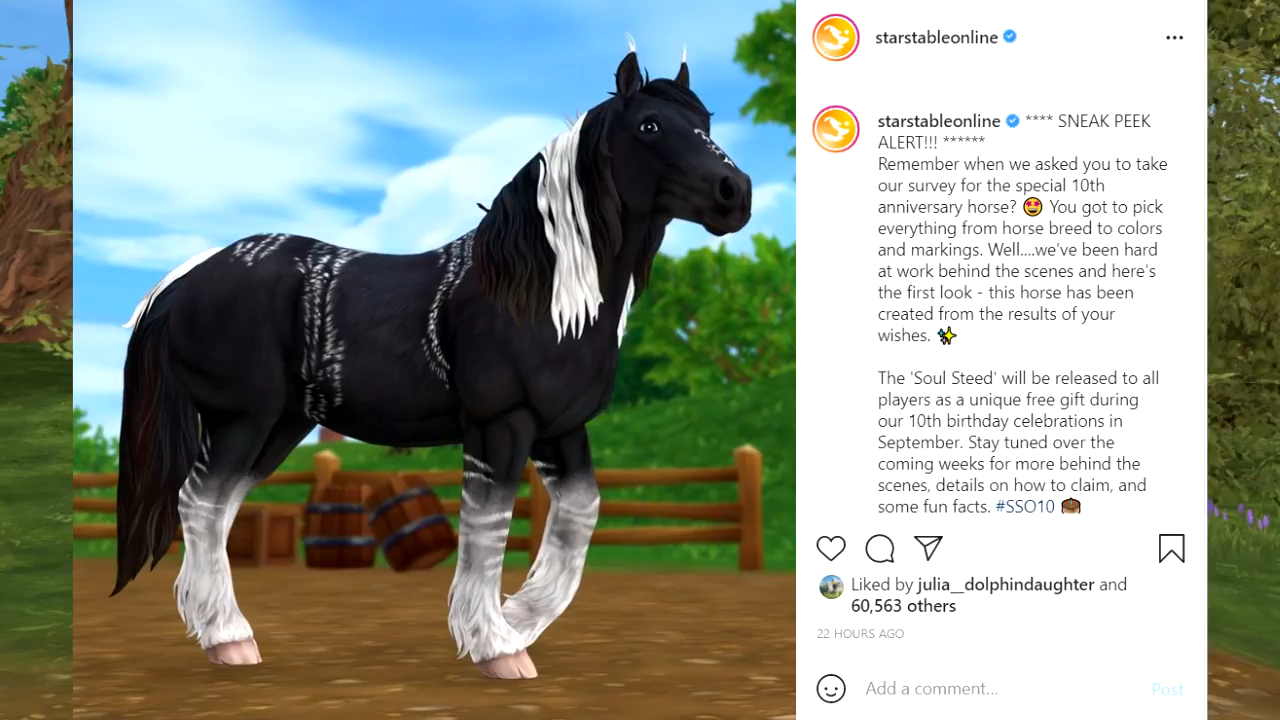 starstableonline
starstableonline **** SNEAK PEEK
ALERT!!! ******
Remember when we asked you to take
our survey for the special 10th
anniversary horse? 🤩 You got to pick
everything from horse breed to colors
and markings. Well....we've been hard
at work behind the scenes and here's
the first look - this horse has been
created from the results of your
wishes. ✨
The 'Soul Steed' will be released to all
players as a unique free gift during
our 10th birthday celebrations in
September. Stay tuned over the
coming weeks for more behind the
scenes, details on how to claim, and
some fun facts. #SSO10
Liked by julia__dolphindaughter and
60,563 others
22 HOURS AGO
Add a comment...
Post